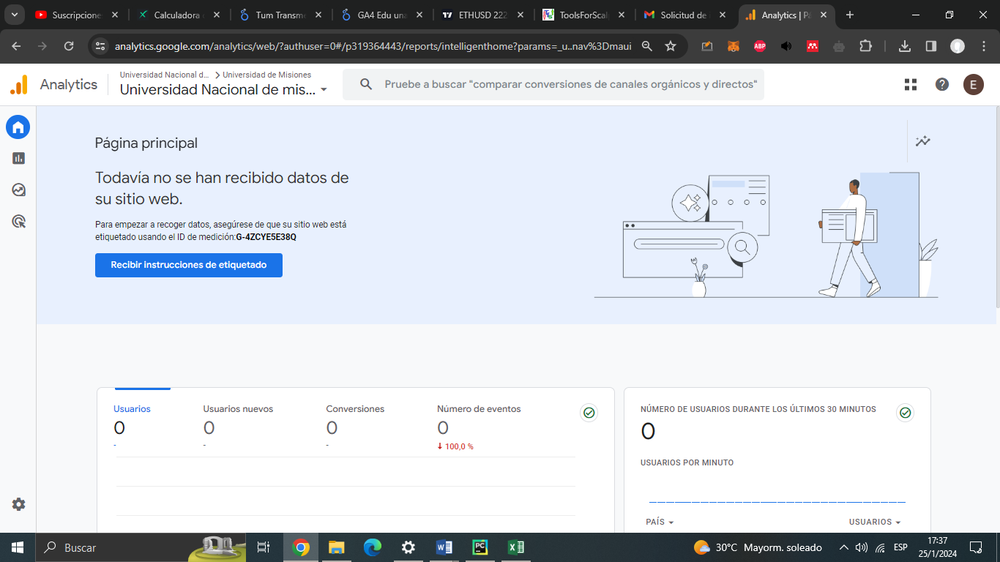 Suscripciones
Calculadora
Tum Transme
GA4 Edu una
ETHUSD 222
ToolsForScal
Solicitud de
Analytics | Pá
analytics.google.com/analytics/web/?authuser=0#/p319364443/reports/intelligenthome?params=_u..nav%3Dmaui
ABP
Analytics
Universidad Nacional d... > Universidad de Misiones
Universidad Nacional de mis...
Pruebe a buscar "comparar conversiones de canales orgánicos y directos"
E
Página principal
Todavía no se han recibido datos de
su sitio web.
Para empezar a recoger datos, asegúrese de que su sitio web está
etiquetado usando el ID de medición:G-4ZCYE5E38Q
Recibir instrucciones de etiquetado
Usuarios
0
-
Usuarios nuevos
0
-
Conversiones
0
-
Número de eventos
0
↓ 100,0 %
NÚMERO DE USUARIOS DURANTE LOS ÚLTIMOS 30 MINUTOS
0
USUARIOS POR MINUTO
PAÍS
USUARIOS
Buscar
PC
30°C Mayorm. soleado
ESP
17:37
25/1/2024